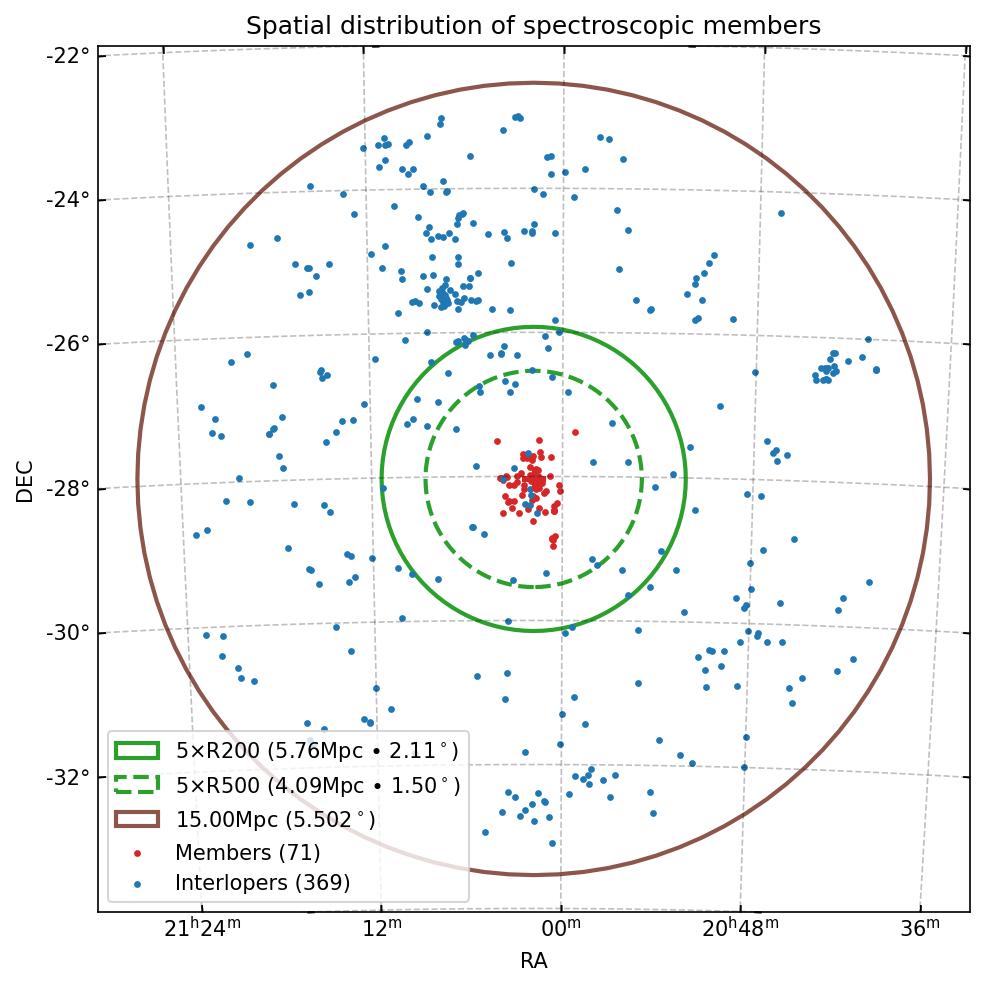 Spatial distribution of spectroscopic members
-22°
-24°
-26°
-28°
-30°
-32°
DEC
5×R200 (5.76Mpc • 2.11°)
5×R500 (4.09Mpc • 1.50°)
15.00Mpc (5.502°)
Members (71)
Interlopers (369)
21ʰ24ᵐ 12ᵐ 00ᵐ 20ʰ48ᵐ 36ᵐ
RA